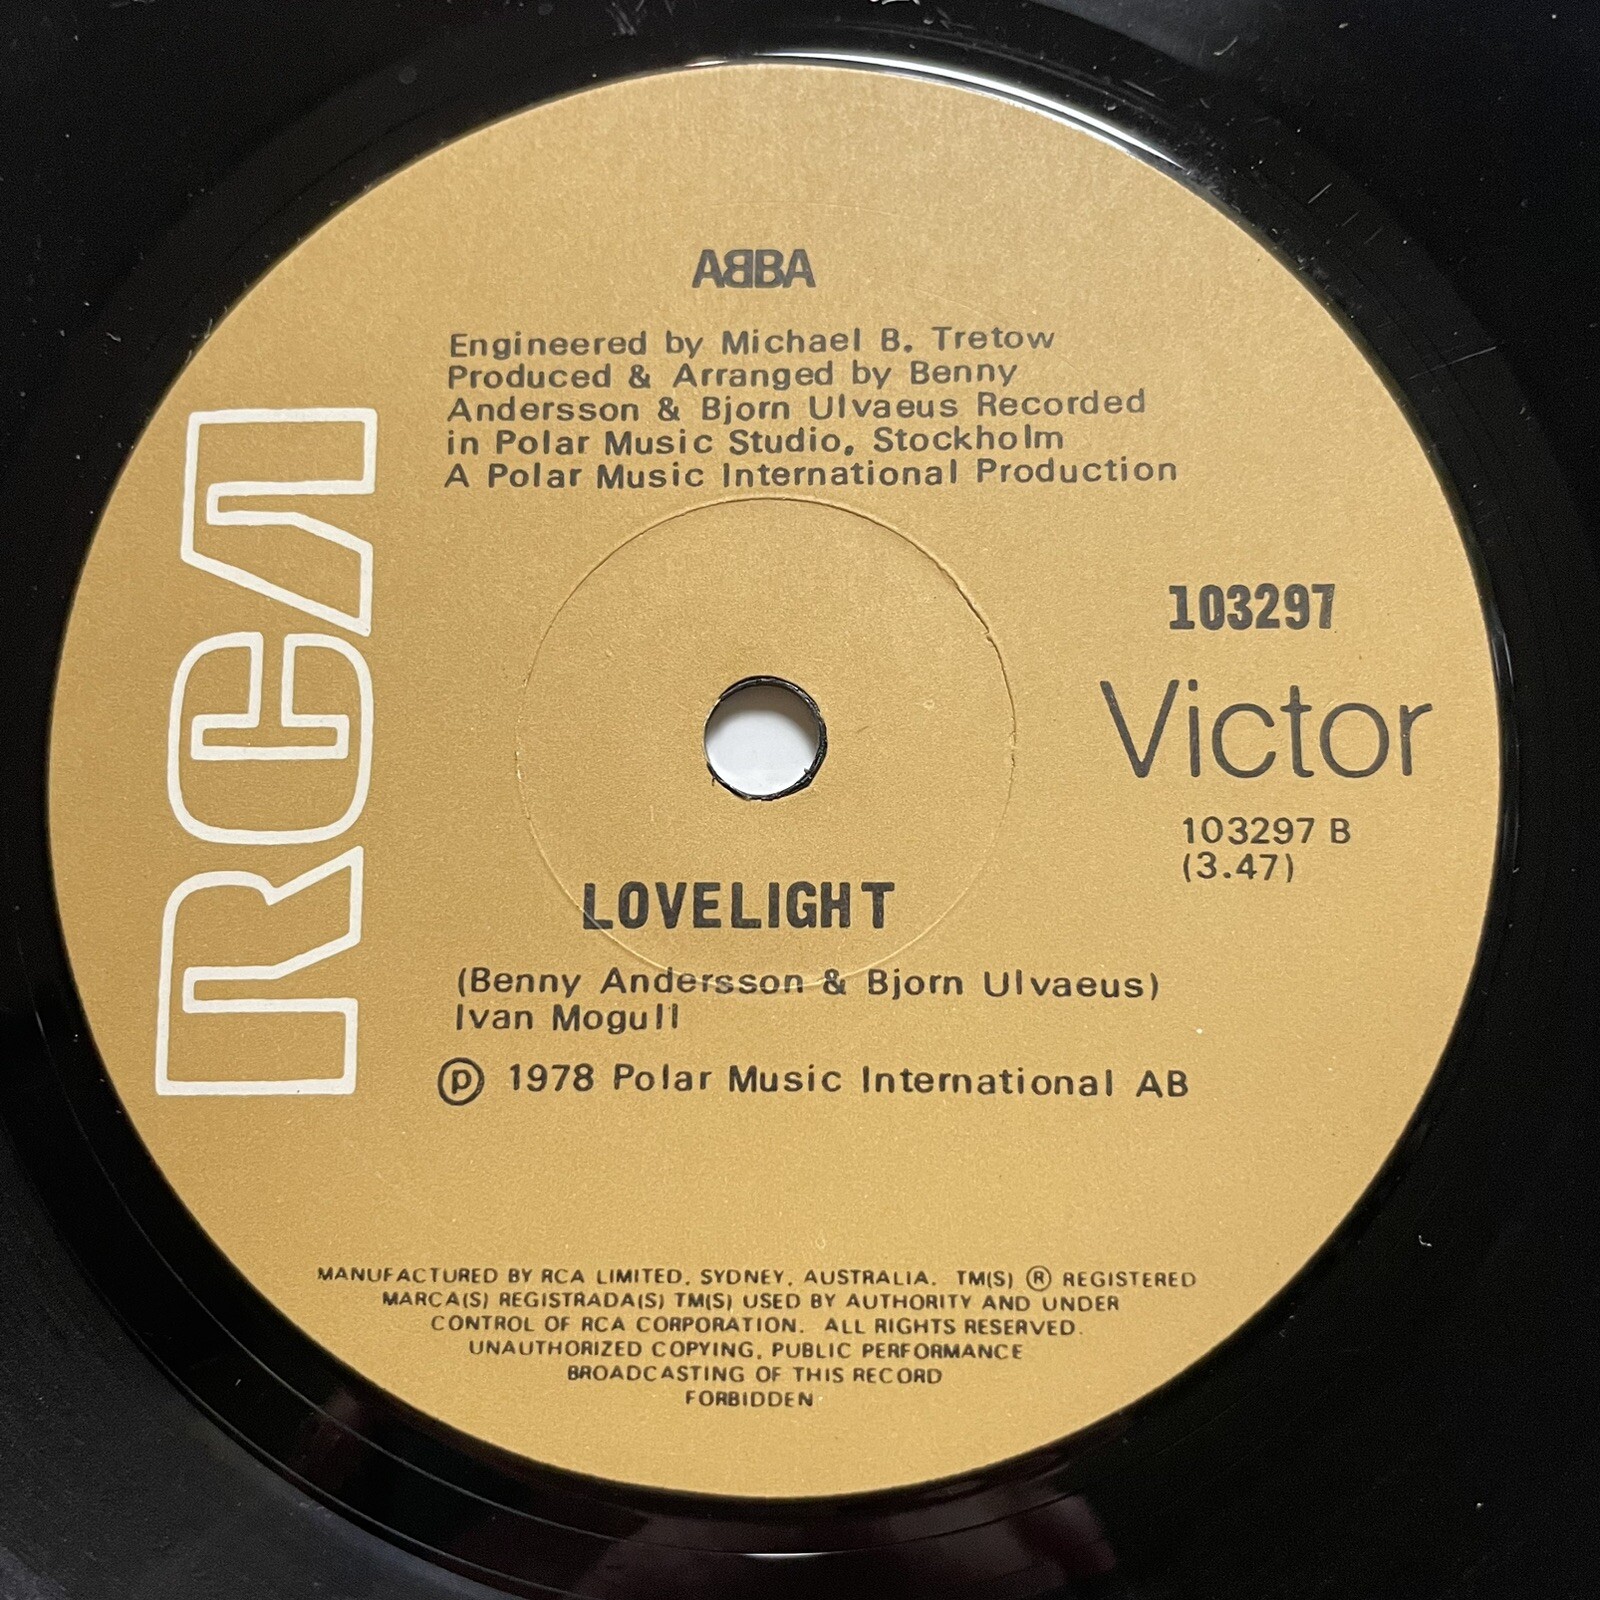 ABBA
Engineered by Michael B. Tretow
Produced & Arranged by Benny
Andersson & Bjorn Ulvaeus Recorded
in Polar Music Studio, Stockholm
A Polar Music International Production
RCA
103297
Victor
103297 B
(3.47)
LOVELIGHT
(Benny Andersson & Bjorn Ulvaeus)
Ivan Mogull
℗ 1978 Polar Music International AB
MANUFACTURED BY RCA LIMITED, SYDNEY, AUSTRALIA. TM(S) ® REGISTERED
MARCA(S) REGISTRADA(S) TM(S) USED BY AUTHORITY AND UNDER
CONTROL OF RCA CORPORATION. ALL RIGHTS RESERVED.
UNAUTHORIZED COPYING, PUBLIC PERFORMANCE
BROADCASTING OF THIS RECORD
FORBIDDEN